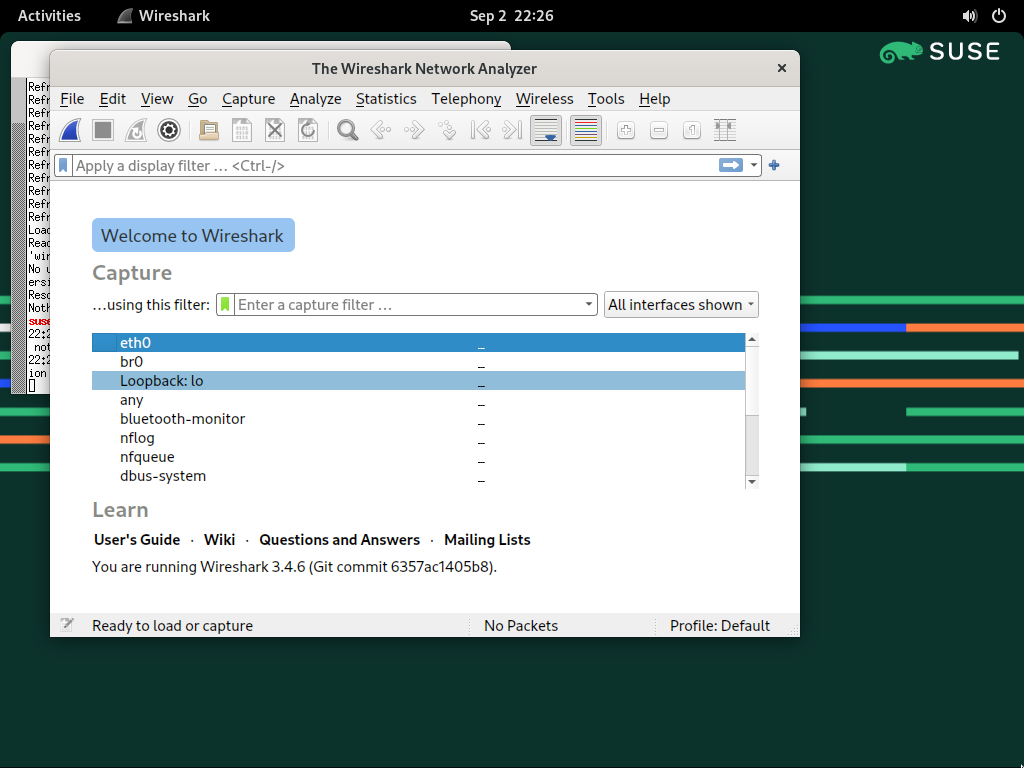 Activities
Wireshark
Sep 2 22:26
SUSE
The Wireshark Network Analyzer
File Edit View Go Capture Analyze Statistics Telephony Wireless Tools Help
Apply a display filter … <Ctrl-/>
Welcome to Wireshark
Capture
…using this filter: Enter a capture filter … All interfaces shown
eth0
br0
Loopback: lo
any
bluetooth-monitor
nflog
nfqueue
dbus-system
Learn
User's Guide · Wiki · Questions and Answers · Mailing Lists
You are running Wireshark 3.4.6 (Git commit 6357ac1405b8).
Ready to load or capture
No Packets
Profile: Default